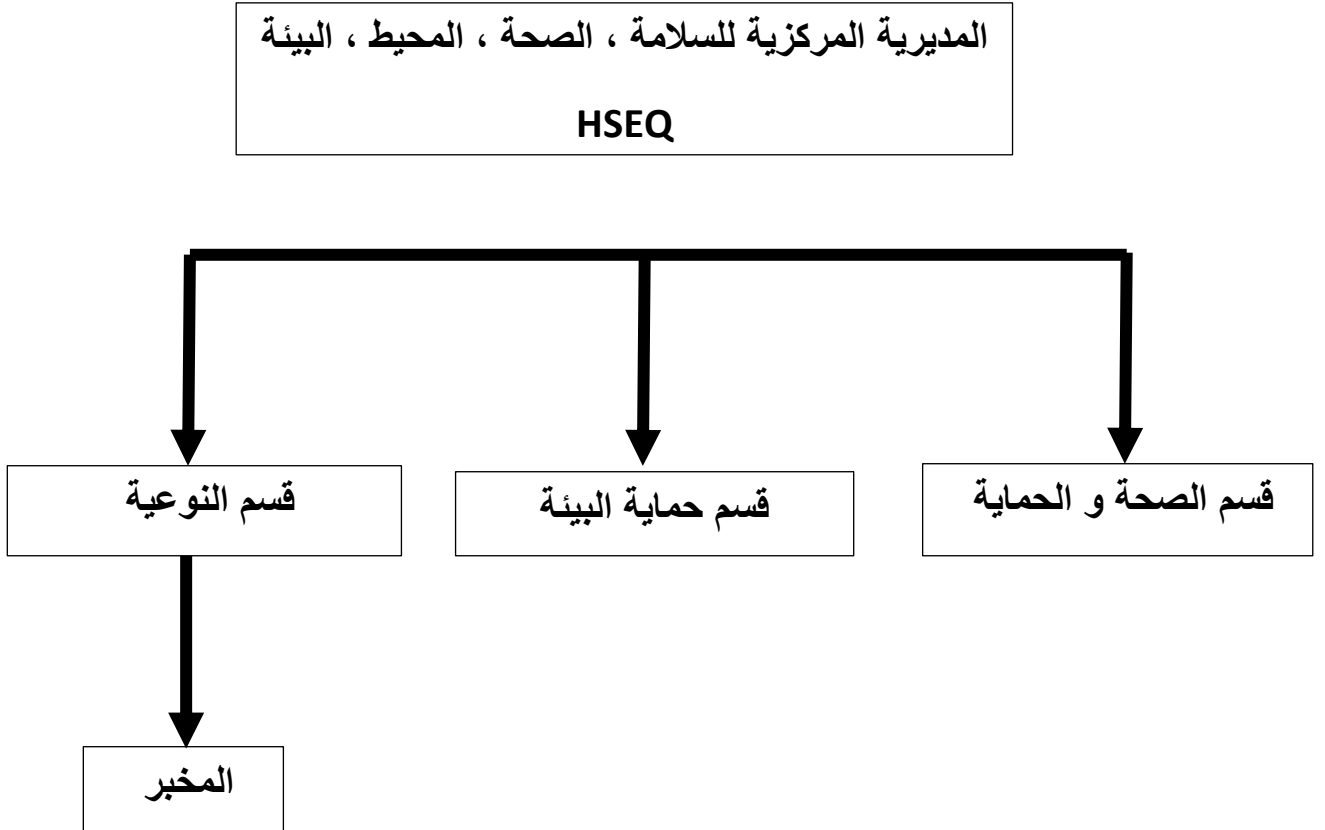 المديرية المركزية للسلامة ، الصحة ، المحيط ، البيئة
HSEQ
قسم الصحة و الحماية
قسم حماية البيئة
قسم النوعية
المخبر